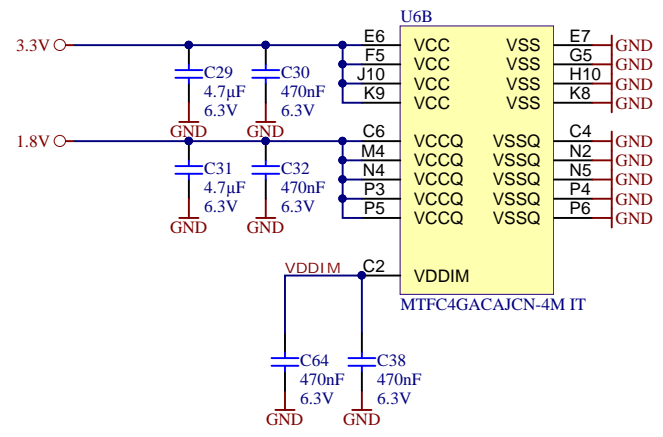 U6B
3.3V
E6 VCC VSS E7 GND
F5 VCC VSS G5 GND
J10 VCC VSS H10 GND
K9 VCC VSS K8 GND
C29 C30
4.7µF 470nF
6.3V 6.3V
GND GND
1.8V
C6 VCCQ VSSQ C4 GND
M4 VCCQ VSSQ N2 GND
N4 VCCQ VSSQ N5 GND
P3 VCCQ VSSQ P4 GND
P5 VCCQ VSSQ P6 GND
C31 C32
4.7µF 470nF
6.3V 6.3V
GND GND
VDDIM C2 VDDIM
MTFC4GACAJCN-4M IT
C64 C38
470nF 470nF
6.3V 6.3V
GND GND